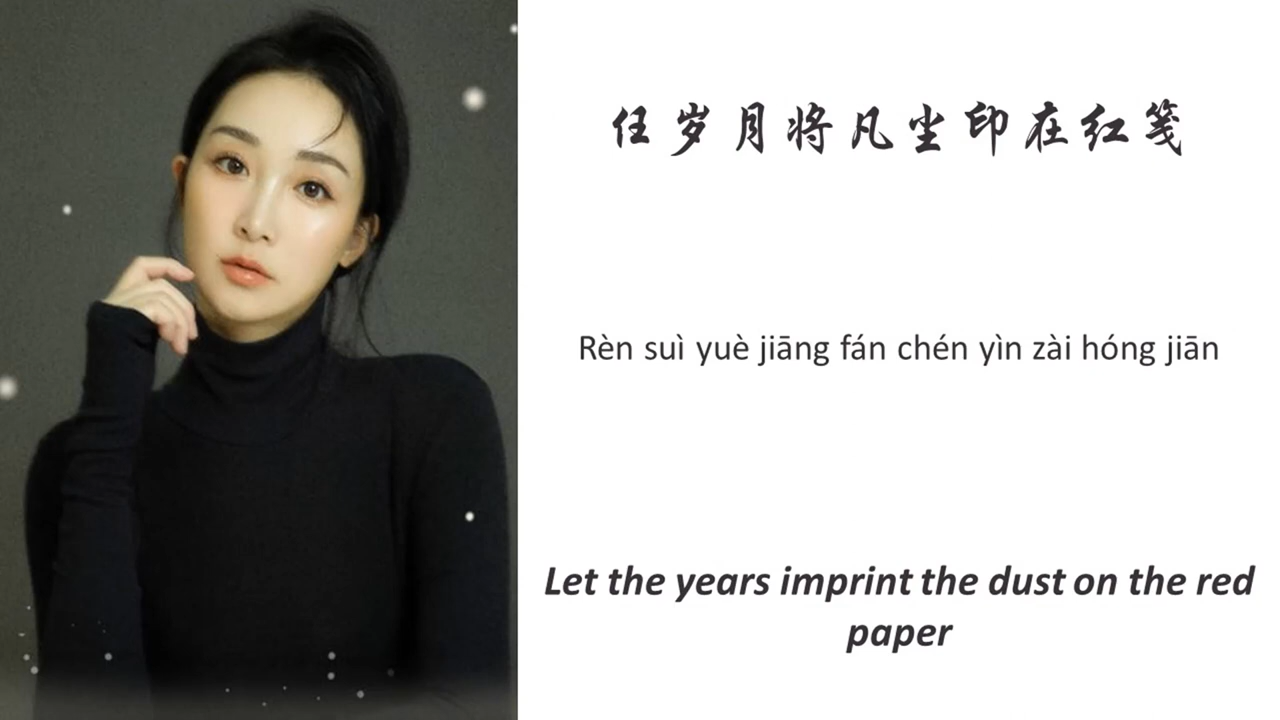 任岁月将凡尘印在红笺
Rèn suì yuè jiāng fán chén yìn zài hóng jiān
Let the years imprint the dust on the red
paper